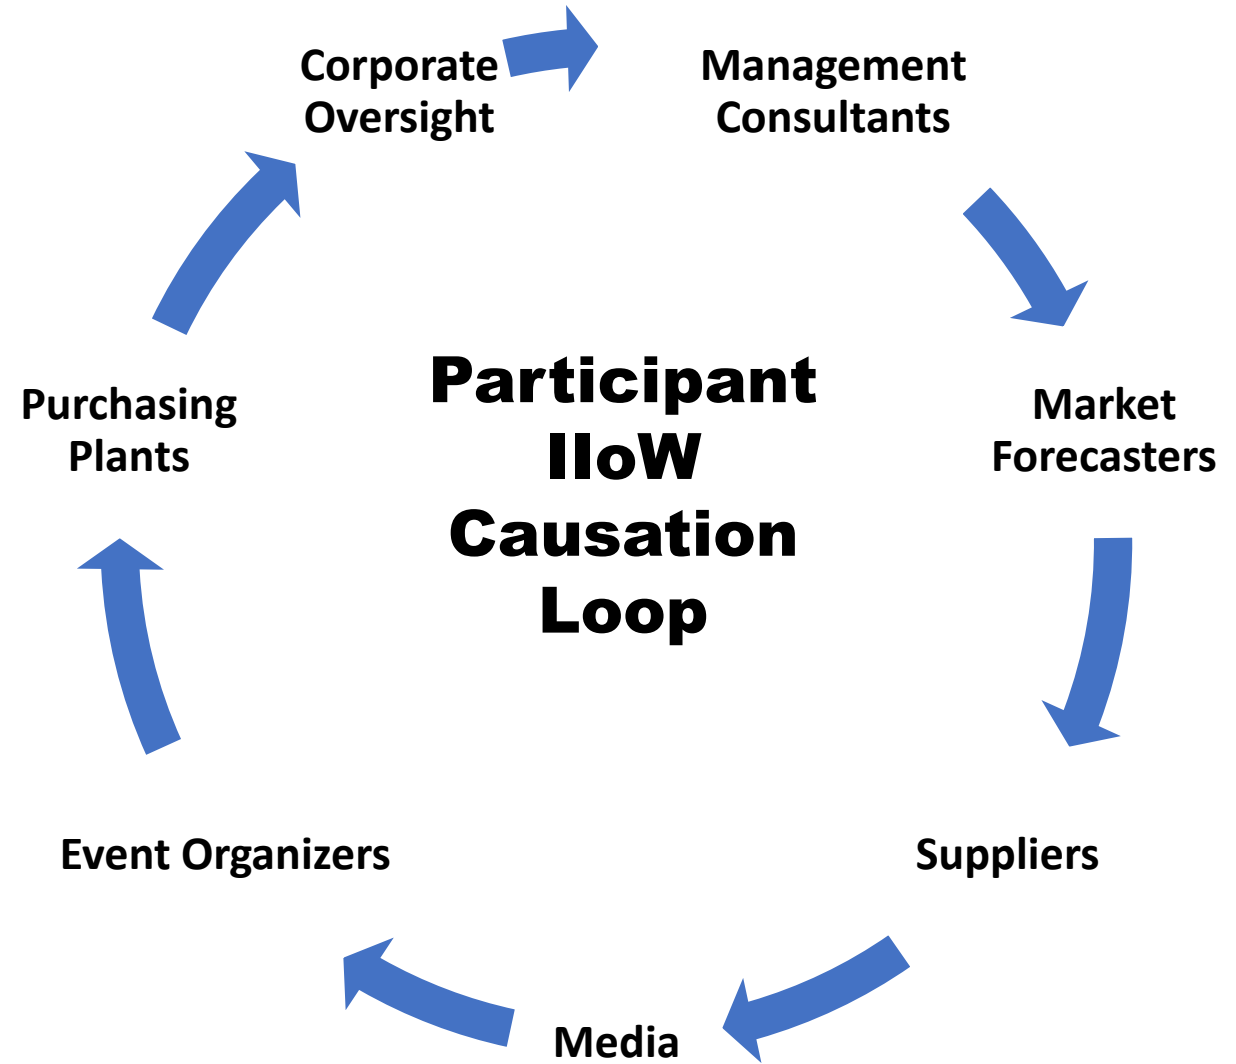 Corporate
Oversight
Management
Consultants
Market
Forecasters
Suppliers
Media
Event Organizers
Purchasing
Plants
Participant
IIoW
Causation
Loop